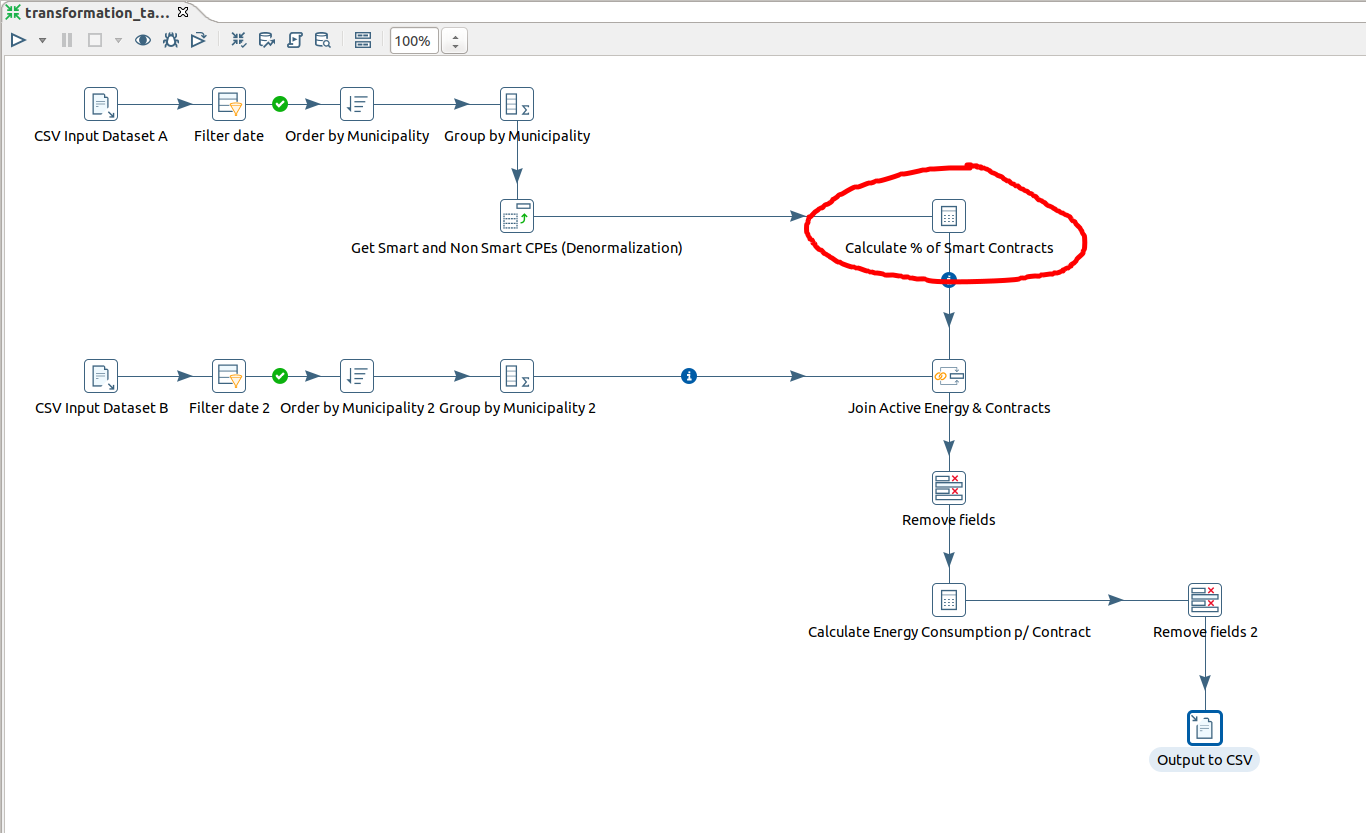 transformation_ta...
100%
CSV Input Dataset A
Filter date
Order by Municipality
Group by Municipality
Get Smart and Non Smart CPEs (Denormalization)
Calculate % of Smart Contracts
CSV Input Dataset B
Filter date 2
Order by Municipality 2
Group by Municipality 2
Join Active Energy & Contracts
Remove fields
Calculate Energy Consumption p/ Contract
Remove fields 2
Output to CSV